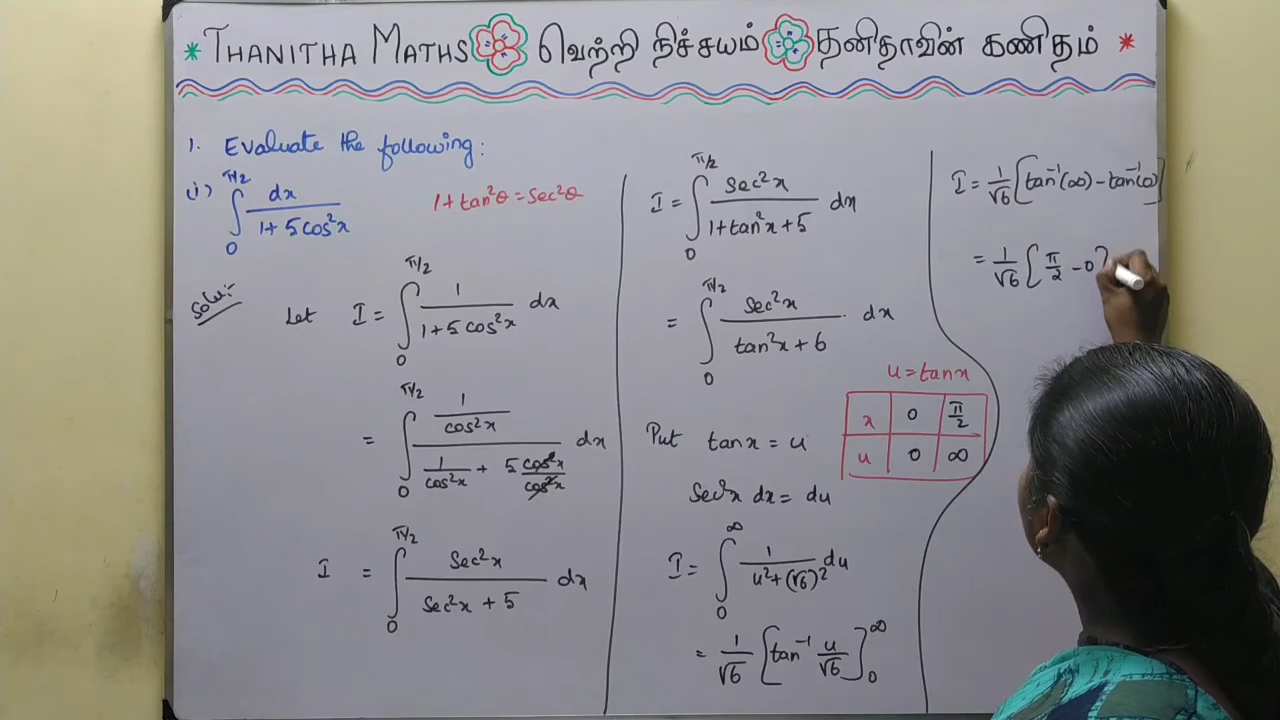 * THANITHA MATHS வெற்றி நிச்சயம் தனிதாவின் கணிதம் *
1. Evaluate the following:
(i) ∫₀^{π/2} dx / (1 + 5cos²x)
1+tan²θ = sec²θ
Solu:-
Let I = ∫₀^{π/2} 1 / (1+5cos²x) dx
= ∫₀^{π/2} (1/cos²x) / (1/cos²x + 5 cos²x/cos²x) dx
I = ∫₀^{π/2} Sec²x / (Sec²x + 5) dx
I = ∫₀^{π/2} Sec²x / (1+tan²x+5) dx
= ∫₀^{π/2} Sec²x / (tan²x + 6) · dx
u = tanx
x 0 π/2
u 0 ∞
Put tanx = u
Sec²x dx = du
I = ∫₀^∞ 1 / (u²+(√6)²) du
= 1/√6 [tan⁻¹ u/√6]₀^∞
I = 1/√6 [tan⁻¹(∞) - tan⁻¹(0)]
= 1/√6 [π/2 - 0]